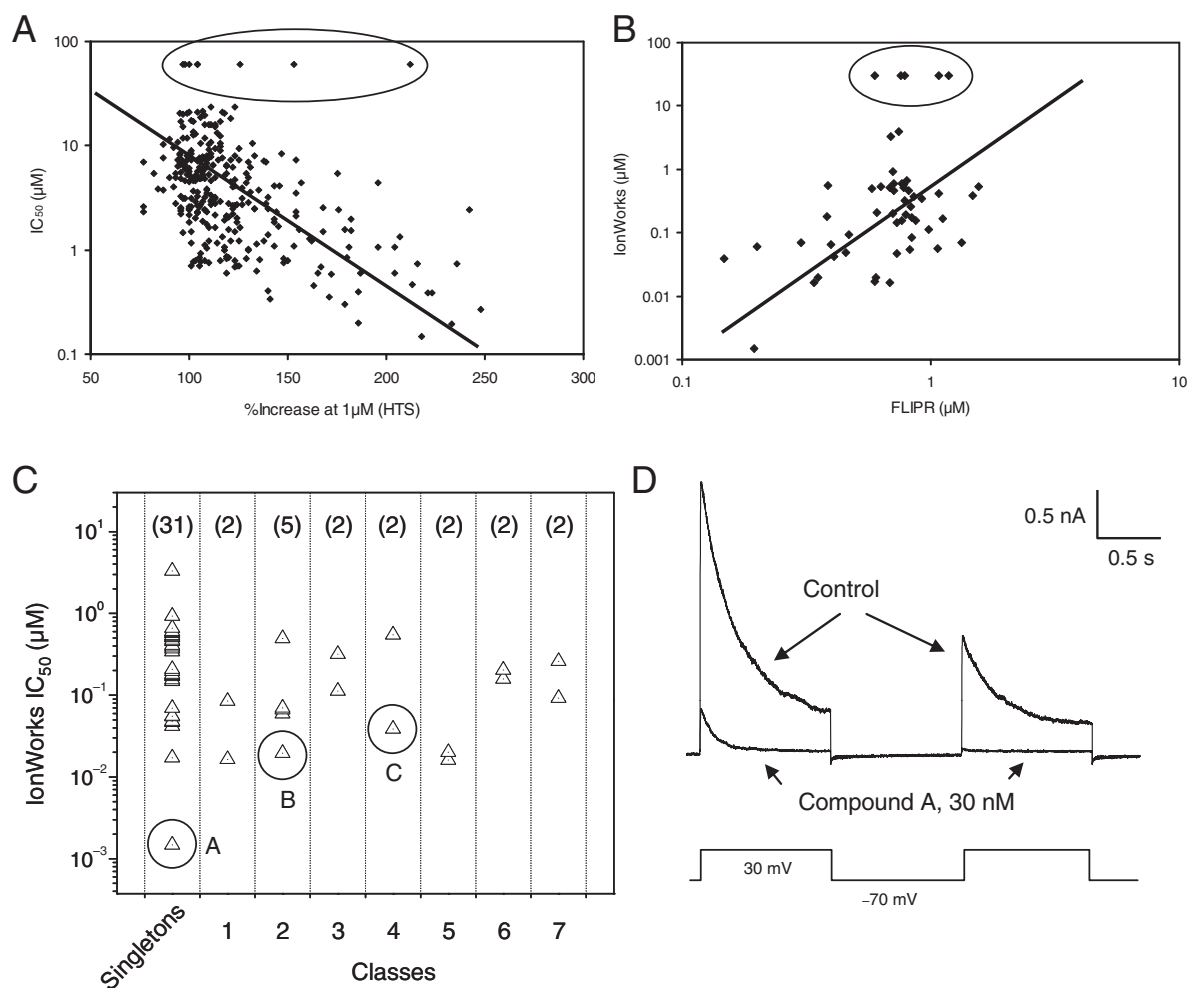 A
100
10
1
0.1
IC50 (µM)
50
100
150
200
250
300
%Increase at 1µM (HTS)
B
100
10
1
0.1
0.01
0.001
IonWorks (µM)
0.1
1
10
FLIPR (µM)
C
(31) (2) (5) (2) (2) (2) (2) (2)
10¹
10⁰
10⁻¹
10⁻²
10⁻³
IonWorks IC50 (µM)
A
B
C
Singletons 1 2 3 4 5 6 7
Classes
D
0.5 nA
0.5 s
Control
Compound A, 30 nM
30 mV
−70 mV